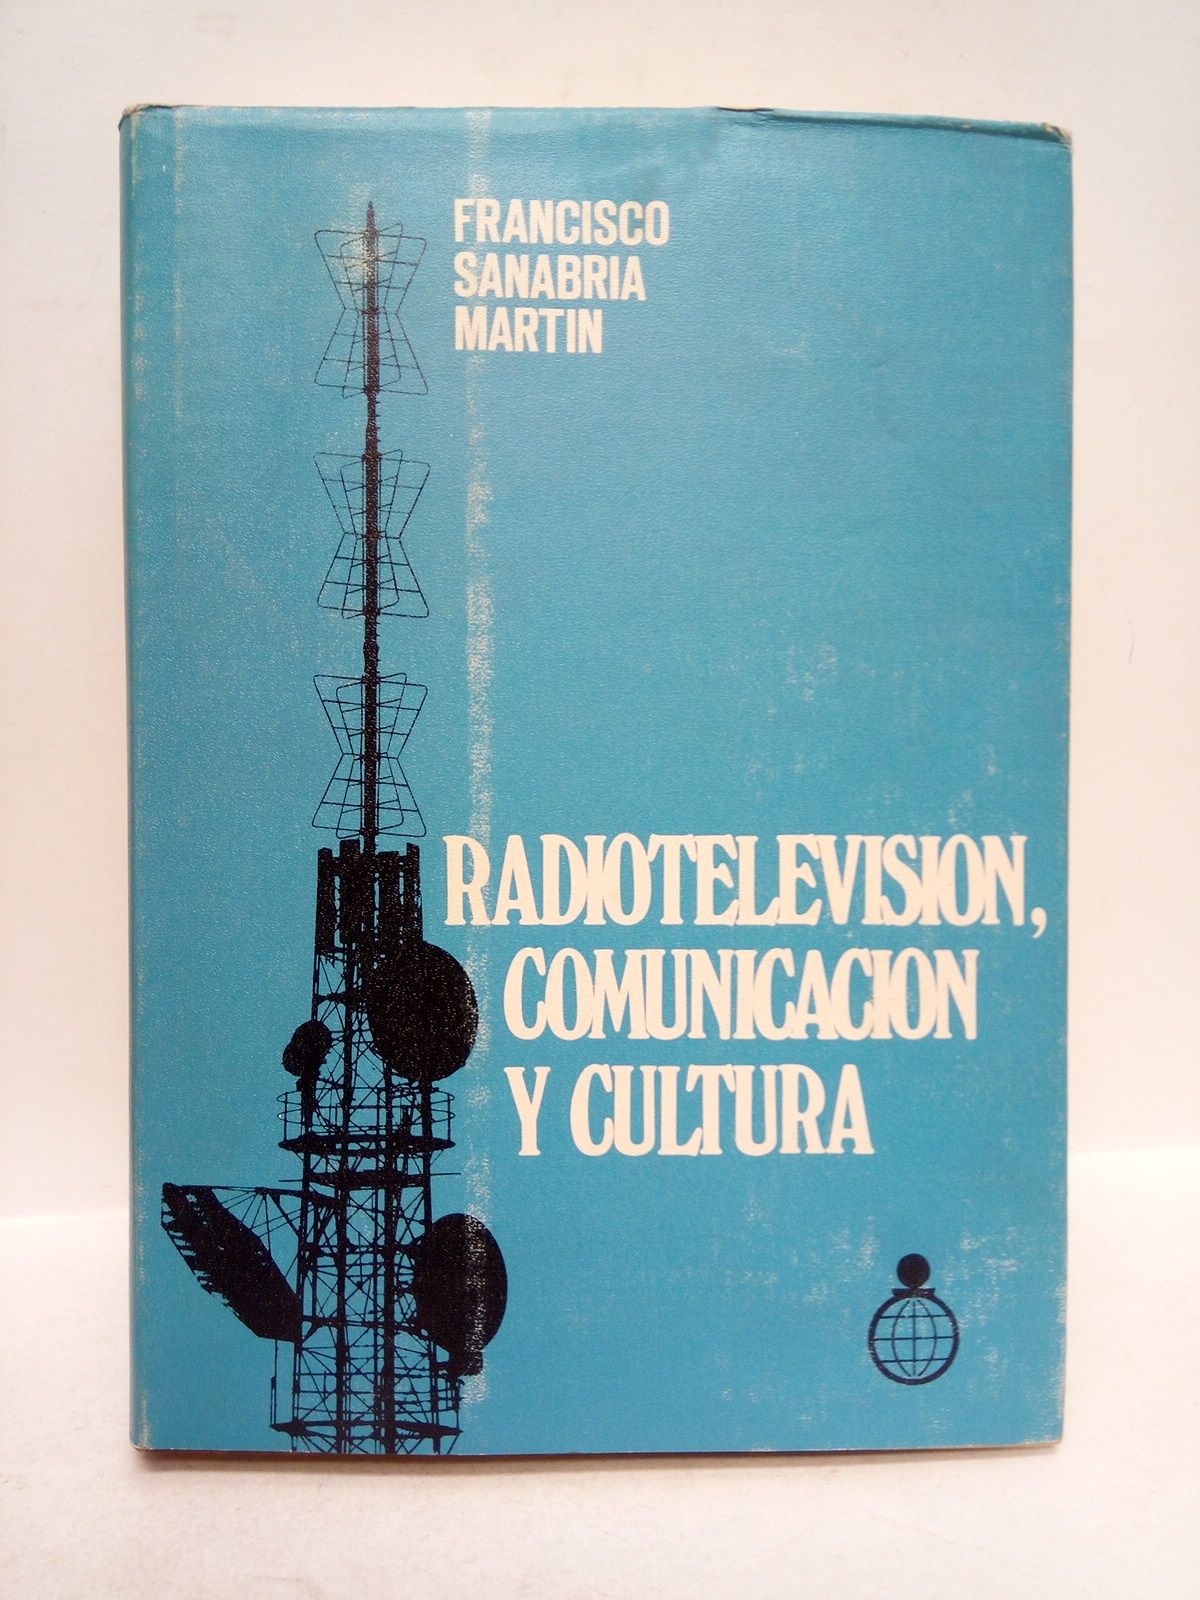 FRANCISCO
SANABRIA
MARTIN
RADIOTELEVISION,
COMUNICACION
Y CULTURA